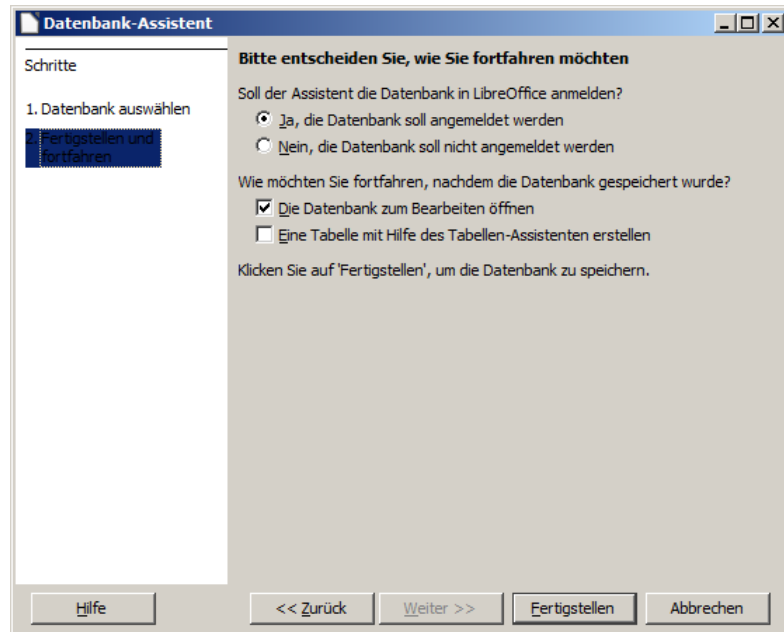 Datenbank-Assistent
Schritte
1. Datenbank auswählen
2. Fertigstellen und
fortfahren
Bitte entscheiden Sie, wie Sie fortfahren möchten
Soll der Assistent die Datenbank in LibreOffice anmelden?
Ja, die Datenbank soll angemeldet werden
Nein, die Datenbank soll nicht angemeldet werden
Wie möchten Sie fortfahren, nachdem die Datenbank gespeichert wurde?
Die Datenbank zum Bearbeiten öffnen
Eine Tabelle mit Hilfe des Tabellen-Assistenten erstellen
Klicken Sie auf 'Fertigstellen', um die Datenbank zu speichern.
Hilfe
<< Zurück
Weiter >>
Fertigstellen
Abbrechen